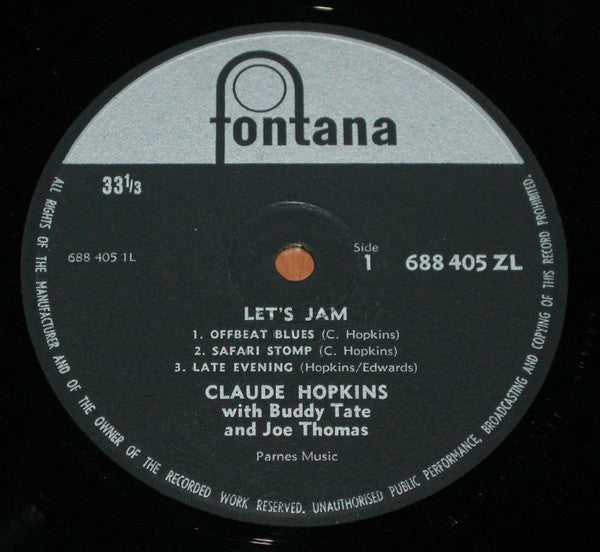 fontana
33 1/3
688 405 1L
Side
1
688 405 ZL
LET'S JAM
1. OFFBEAT BLUES (C. Hopkins)
2. SAFARI STOMP (C. Hopkins)
3. LATE EVENING (Hopkins/Edwards)
CLAUDE HOPKINS
with Buddy Tate
and Joe Thomas
Parnes Music
ALL RIGHTS OF THE MANUFACTURER AND OF THE OWNER OF THE RECORDED WORK RESERVED. UNAUTHORISED PUBLIC PERFORMANCE, BROADCASTING AND COPYING OF THIS RECORD PROHIBITED.